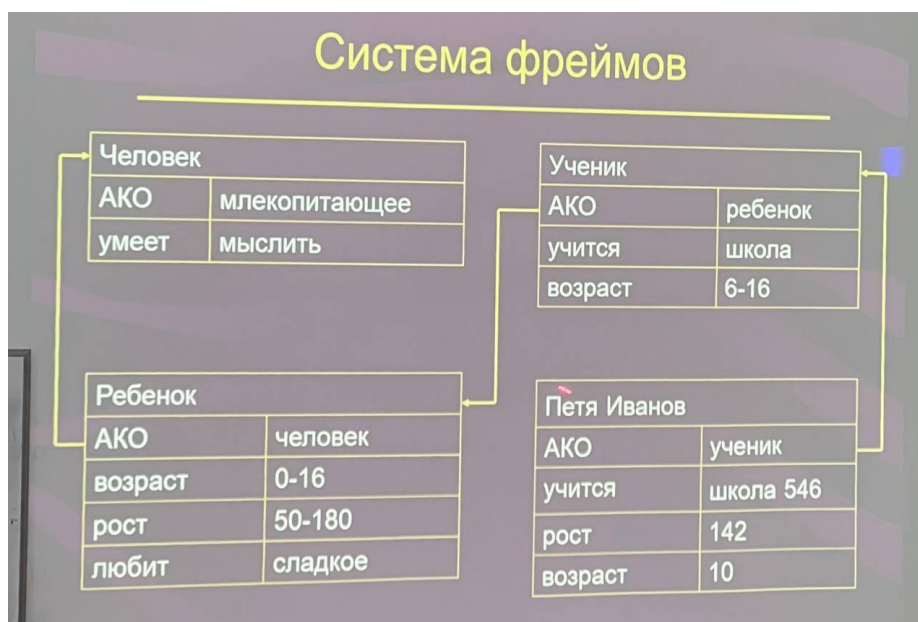 Система фреймов
Человек
АКО млекопитающее
умеет мыслить
Ученик
АКО ребенок
учится школа
возраст 6-16
Ребенок
АКО человек
возраст 0-16
рост 50-180
любит сладкое
Петя Иванов
АКО ученик
учится школа 546
рост 142
возраст 10